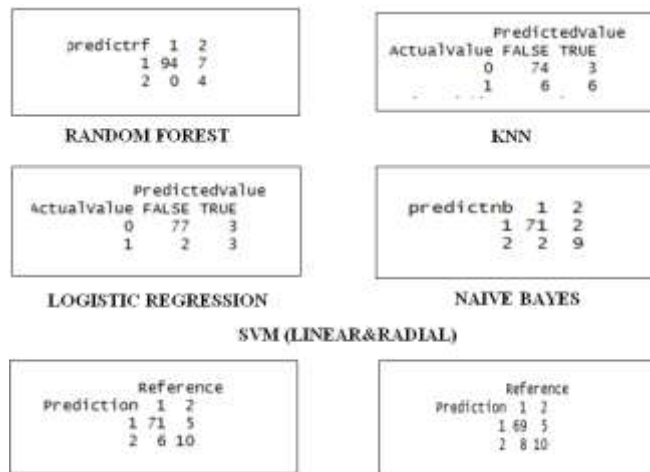 predictrf 1 2
1 94 7
2 0 4
RANDOM FOREST
PredictedValue
ActualValue FALSE TRUE
0 74 3
1 6 6
KNN
PredictedValue
ActualValue FALSE TRUE
0 77 3
1 2 3
LOGISTIC REGRESSION
predictnb 1 2
1 71 2
2 2 9
NAIVE BAYES
SVM (LINEAR&RADIAL)
Reference
Prediction 1 2
1 71 5
2 6 10
Reference
Prediction 1 2
1 69 5
2 8 10